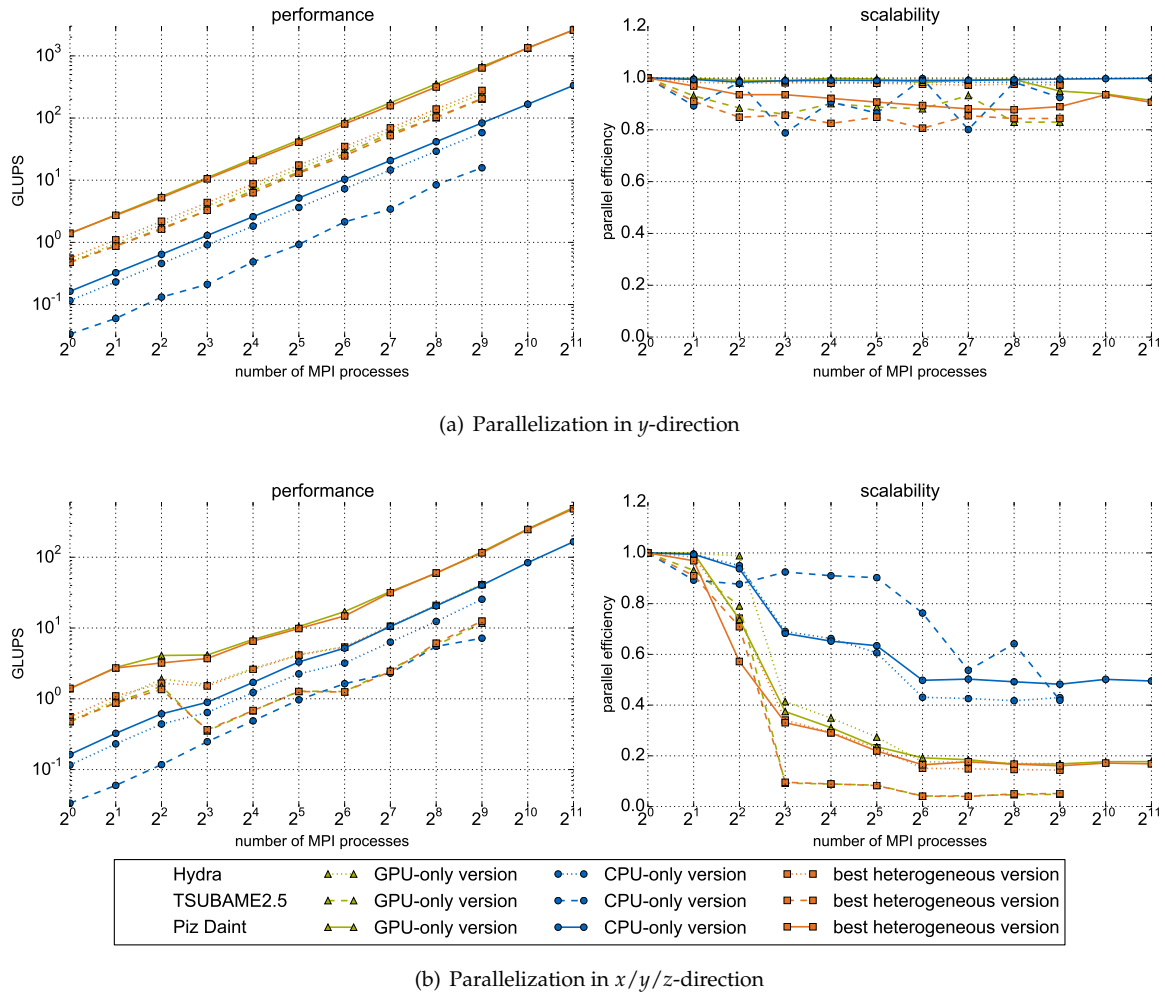 performance
scalability
10^3
10^2
10^1
10^0
10^-1
GLUPS
2^0 2^1 2^2 2^3 2^4 2^5 2^6 2^7 2^8 2^9 2^10 2^11
number of MPI processes
1.2
1.0
0.8
0.6
0.4
0.2
0.0
parallel efficiency
2^0 2^1 2^2 2^3 2^4 2^5 2^6 2^7 2^8 2^9 2^10 2^11
number of MPI processes
(a) Parallelization in y-direction
performance
scalability
10^2
10^1
10^0
10^-1
GLUPS
2^0 2^1 2^2 2^3 2^4 2^5 2^6 2^7 2^8 2^9 2^10 2^11
number of MPI processes
1.2
1.0
0.8
0.6
0.4
0.2
0.0
parallel efficiency
2^0 2^1 2^2 2^3 2^4 2^5 2^6 2^7 2^8 2^9 2^10 2^11
number of MPI processes
Hydra GPU-only version CPU-only version best heterogeneous version
TSUBAME2.5 GPU-only version CPU-only version best heterogeneous version
Piz Daint GPU-only version CPU-only version best heterogeneous version
(b) Parallelization in x/y/z-direction